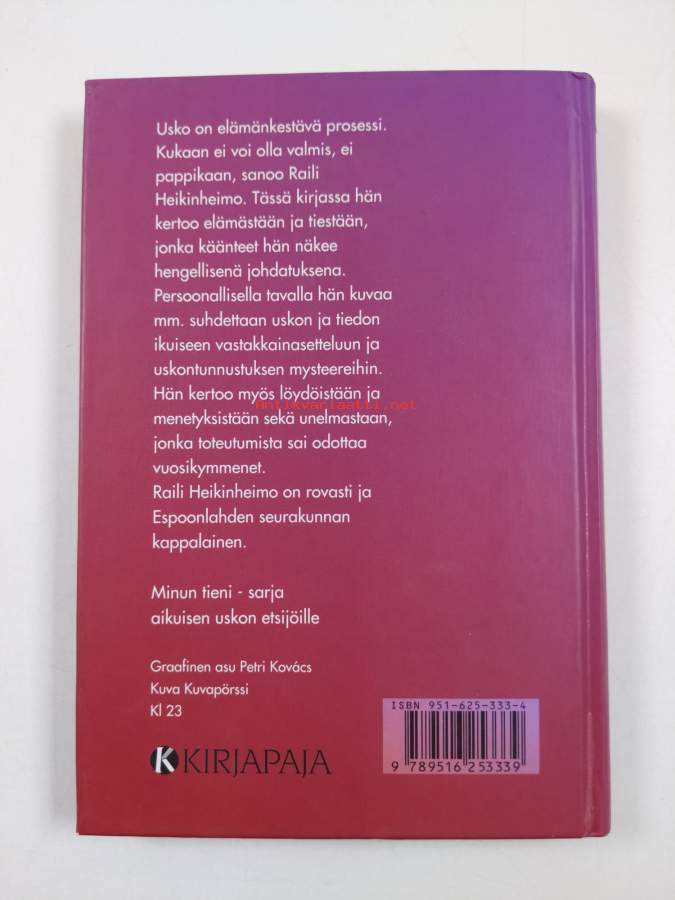 Usko on elämänkestävä prosessi.
Kukaan ei voi olla valmis, ei
pappikaan, sanoo Raili
Heikinheimo. Tässä kirjassa hän
kertoo elämästään ja tiestään,
jonka käänteet hän näkee
hengellisenä johdatuksena.
Persoonallisella tavalla hän kuvaa
mm. suhdettaan uskon ja tiedon
ikuiseen vastakkainasetteluun ja
uskontunnustuksen mysteereihin.
Hän kertoo myös löydöistään ja
Antikvariaatti.net
menetyksistään sekä unelmastaan,
jonka toteutumista sai odottaa
vuosikymmenet.
Raili Heikinheimo on rovasti ja
Espoonlahden seurakunnan
kappalainen.
Minun tieni - sarja
aikuisen uskon etsijöille
Graafinen asu Petri Kovács
Kuva Kuvapörssi
Kl 23
ISBN 951-625-333-4
9 789516 253339
K KIRJAPAJA